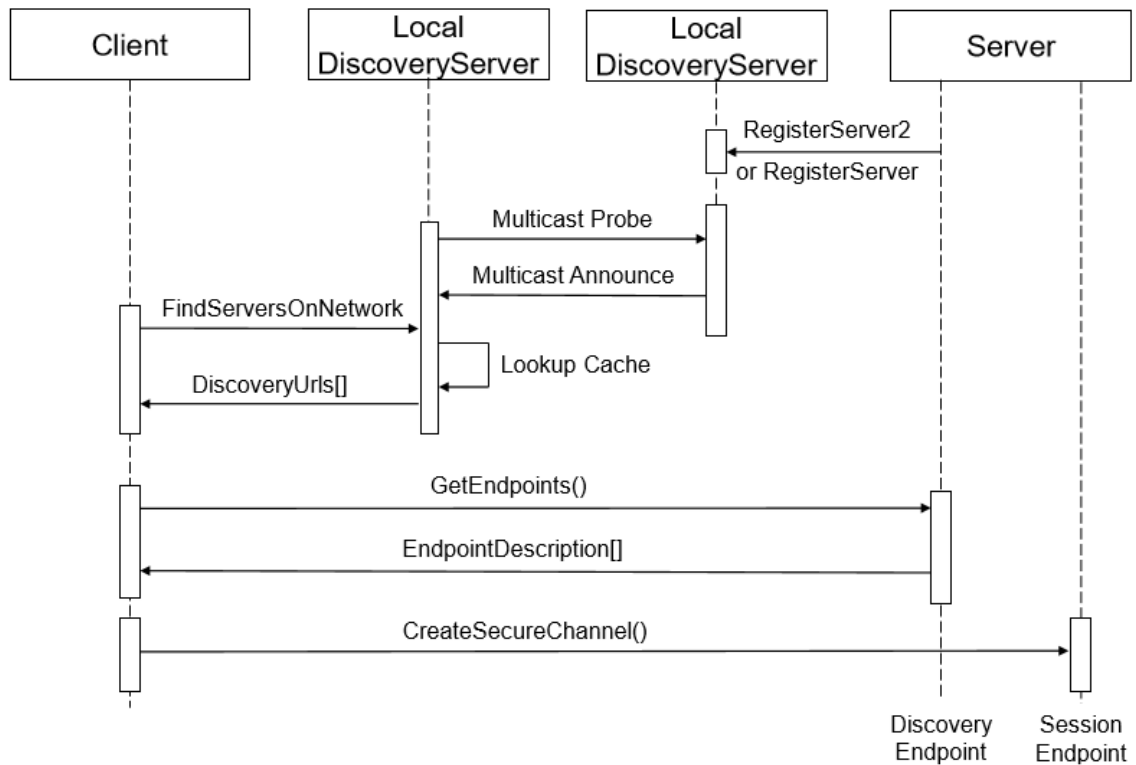 Client
Local
DiscoveryServer
Local
DiscoveryServer
Server
RegisterServer2
or RegisterServer
Multicast Probe
Multicast Announce
FindServersOnNetwork
Lookup Cache
DiscoveryUrls[]
GetEndpoints()
EndpointDescription[]
CreateSecureChannel()
Discovery
Endpoint
Session
Endpoint